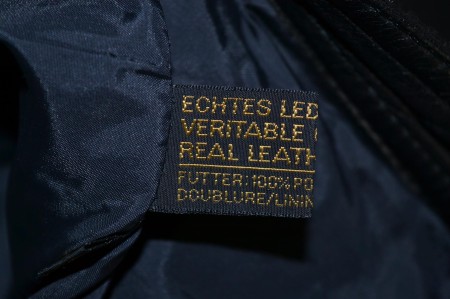 ECHTES LED
VERITABLE
REAL LEATH
FUTTER: 100% PO
DOUBLURE/LININ